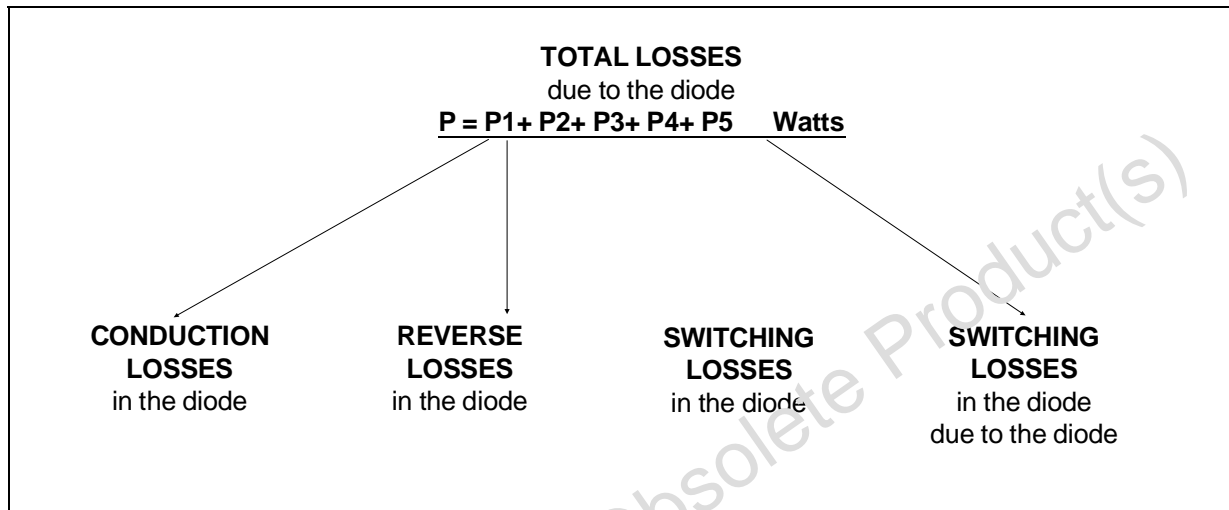 TOTAL LOSSES
due to the diode
P = P1+ P2+ P3+ P4+ P5 Watts
CONDUCTION
LOSSES
in the diode
REVERSE
LOSSES
in the diode
SWITCHING
LOSSES
in the diode
SWITCHING
LOSSES
in the diode
due to the diode
Obsolete Product(s)